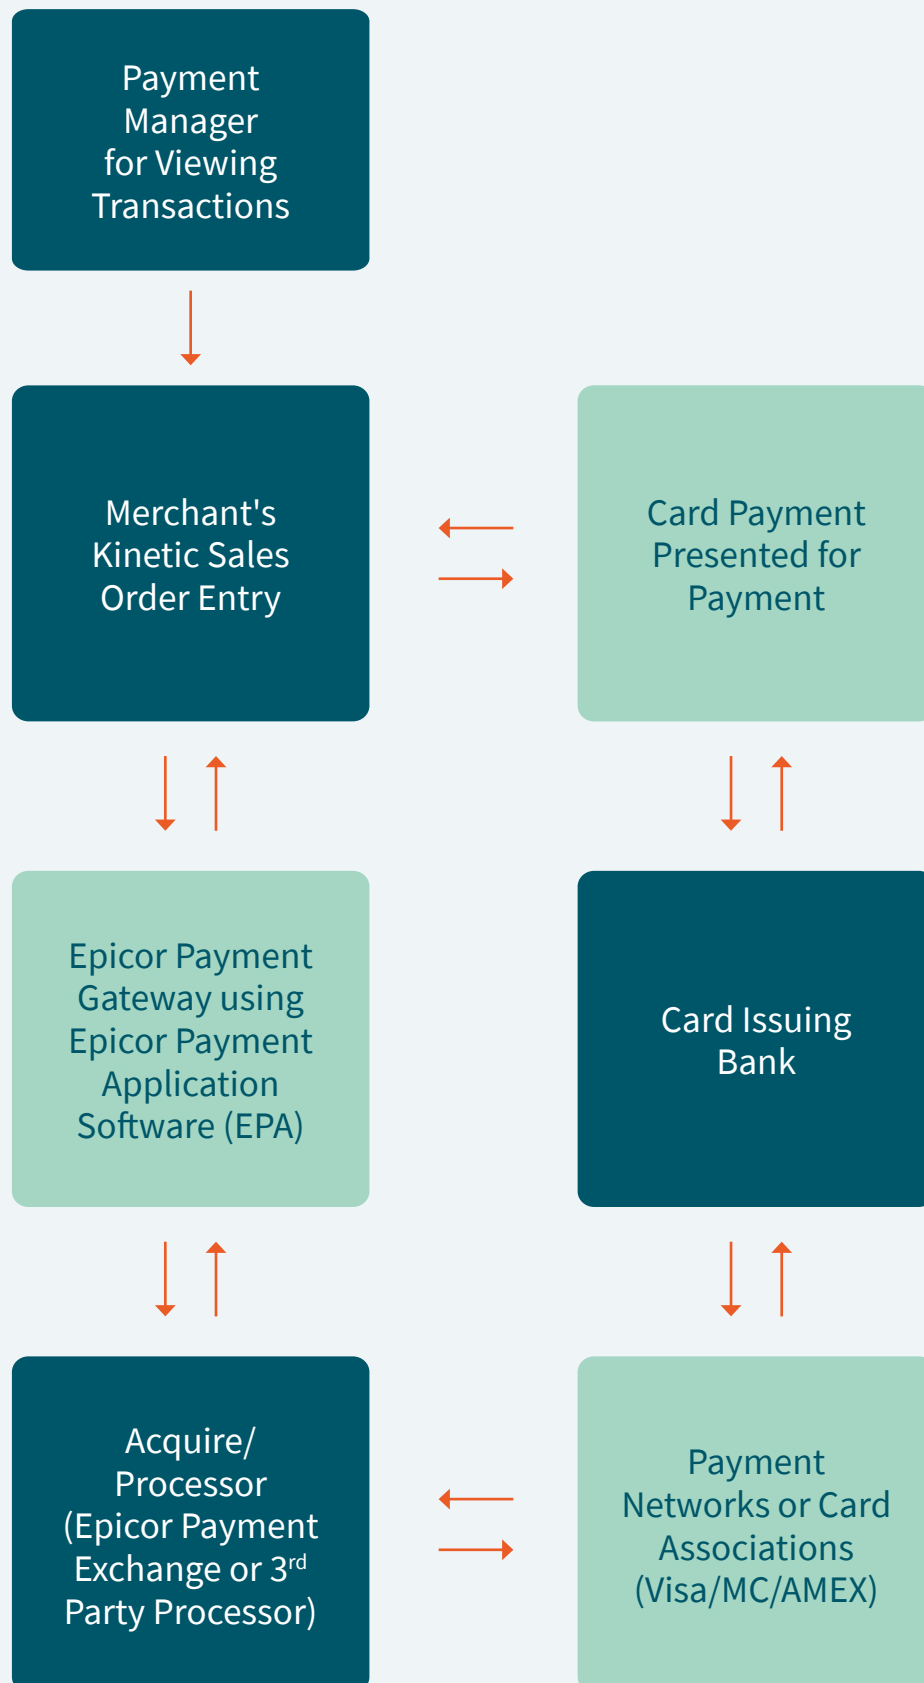 Payment
Manager
for Viewing
Transactions
Merchant's
Kinetic Sales
Order Entry
Card Payment
Presented for
Payment
Epicor Payment
Gateway using
Epicor Payment
Application
Software (EPA)
Card Issuing
Bank
Acquire/
Processor
(Epicor Payment
Exchange or 3rd
Party Processor)
Payment
Networks or Card
Associations
(Visa/MC/AMEX)